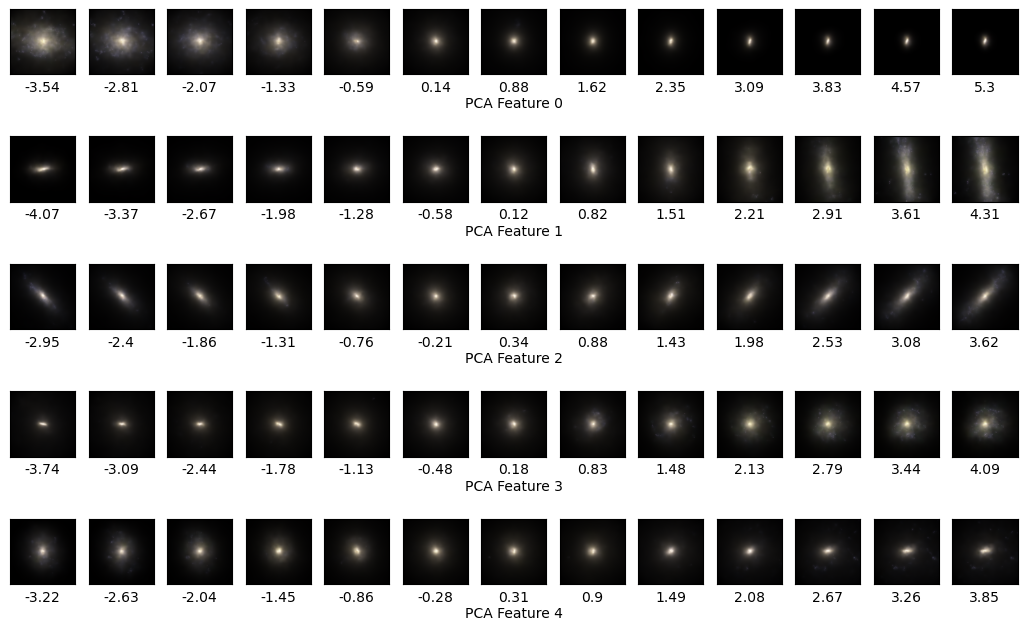 -3.54 -2.81 -2.07 -1.33 -0.59 0.14 0.88 1.62 2.35 3.09 3.83 4.57 5.3
PCA Feature 0
-4.07 -3.37 -2.67 -1.98 -1.28 -0.58 0.12 0.82 1.51 2.21 2.91 3.61 4.31
PCA Feature 1
-2.95 -2.4 -1.86 -1.31 -0.76 -0.21 0.34 0.88 1.43 1.98 2.53 3.08 3.62
PCA Feature 2
-3.74 -3.09 -2.44 -1.78 -1.13 -0.48 0.18 0.83 1.48 2.13 2.79 3.44 4.09
PCA Feature 3
-3.22 -2.63 -2.04 -1.45 -0.86 -0.28 0.31 0.9 1.49 2.08 2.67 3.26 3.85
PCA Feature 4